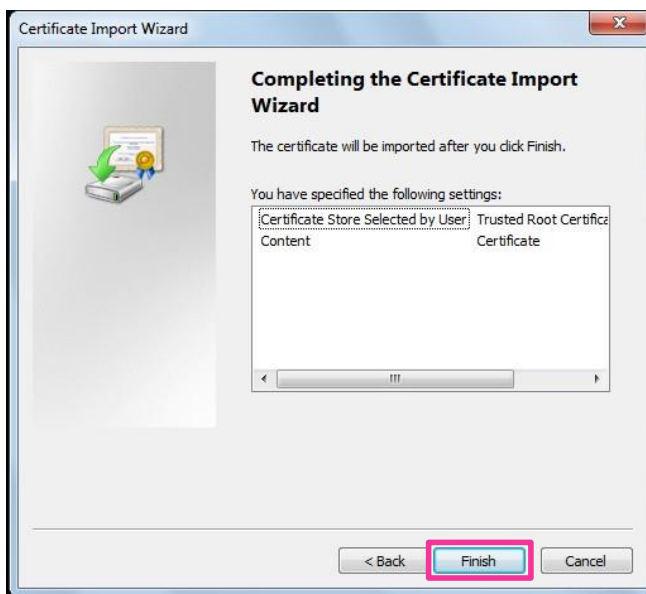 Certificate Import Wizard
Completing the Certificate Import
Wizard
The certificate will be imported after you click Finish.
You have specified the following settings:
Certificate Store Selected by User Trusted Root Certifica
Content Certificate
< Back Finish Cancel